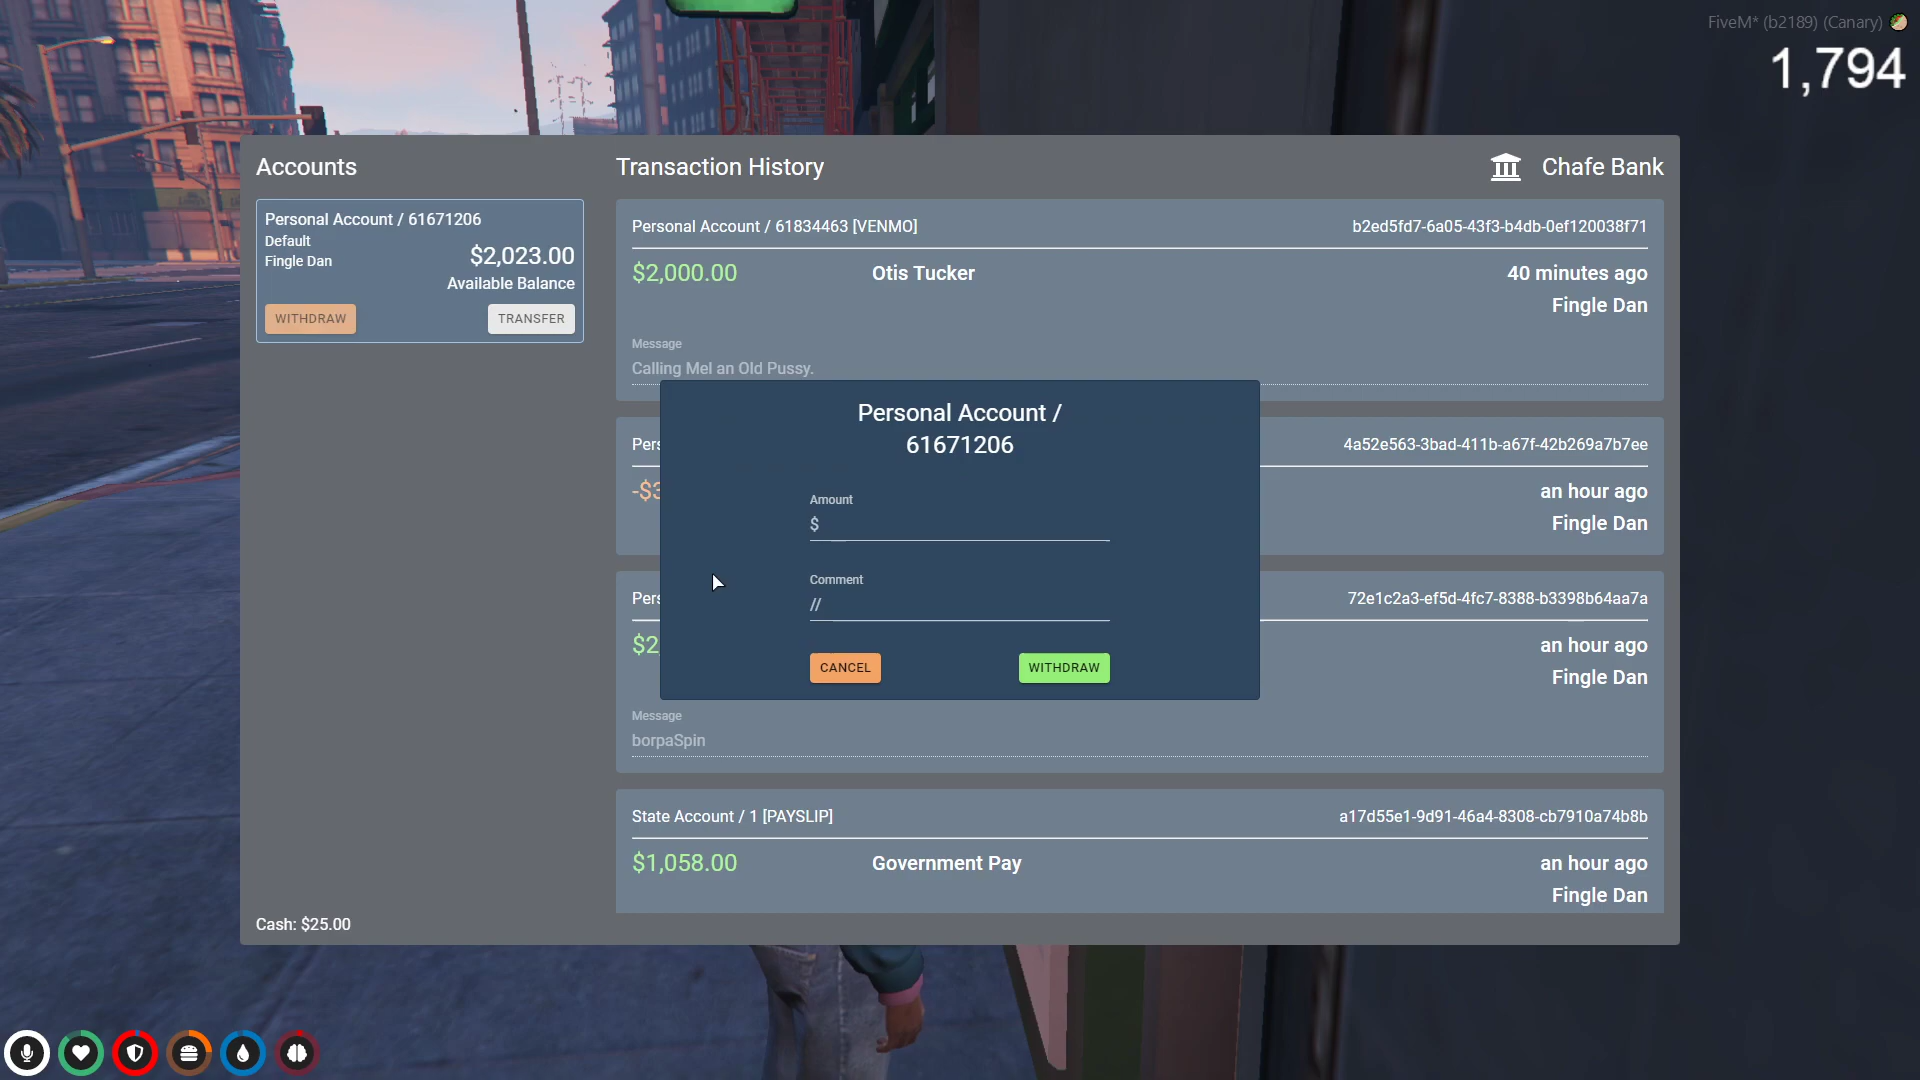 FiveM* (b2189) (Canary)
1,794
Accounts
Transaction History
Chafe Bank
Personal Account / 61671206
Default
Fingle Dan
$2,023.00
Available Balance
WITHDRAW
TRANSFER
Personal Account / 61834463 [VENMO]
b2ed5fd7-6a05-43f3-b4db-0ef120038f71
$2,000.00
Otis Tucker
40 minutes ago
Fingle Dan
Message
Calling Mel an Old Pussy.
Personal Account /
61671206
Amount
$
Comment
//
CANCEL
WITHDRAW
Pers
4a52e563-3bad-411b-a67f-42b269a7b7ee
-$3
an hour ago
Fingle Dan
Pers
72e1c2a3-ef5d-4fc7-8388-b3398b64aa7a
$2
an hour ago
Fingle Dan
Message
borpaSpin
State Account / 1 [PAYSLIP]
a17d55e1-9d91-46a4-8308-cb7910a74b8b
$1,058.00
Government Pay
an hour ago
Fingle Dan
Cash: $25.00